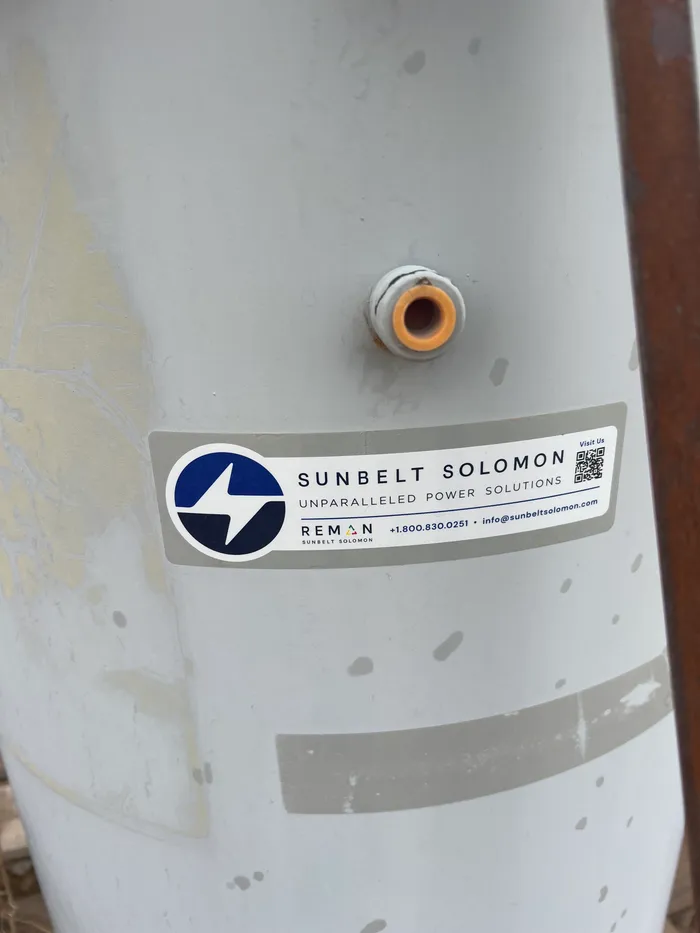 Visit Us
SUNBELT SOLOMON
UNPARALLELED POWER SOLUTIONS
REMAN +1.800.830.0251 • info@sunbeltsolomon.com
SUNBELT SOLOMON